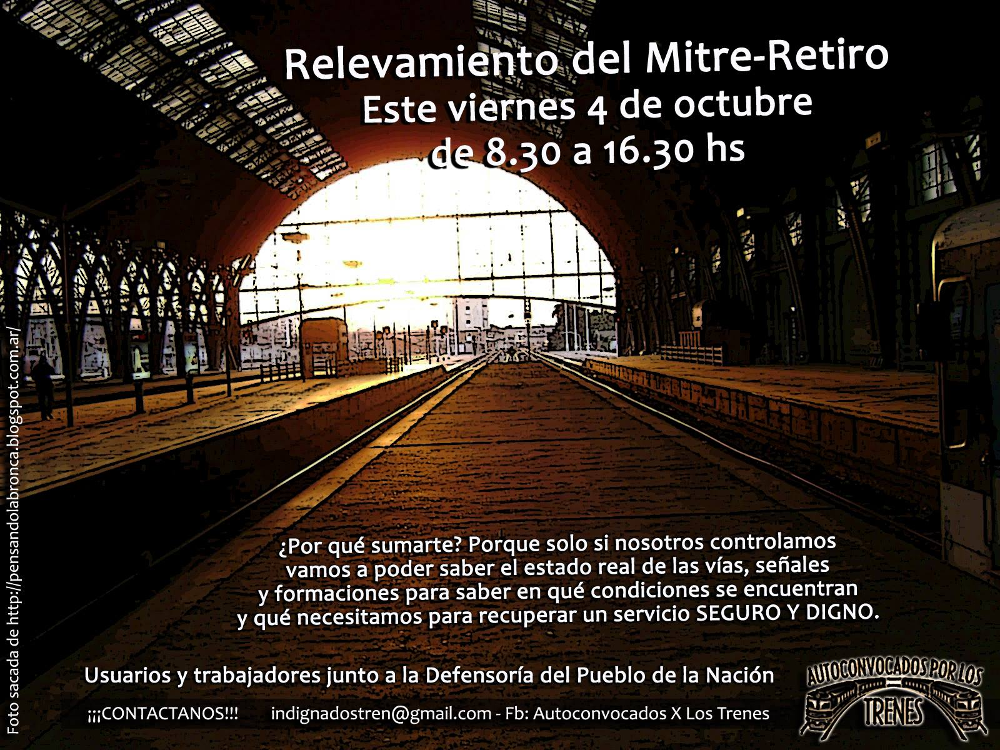 Relevamiento del Mitre-Retiro
Este viernes 4 de octubre
de 8.30 a 16.30 hs
¿Por qué sumarte? Porque solo si nosotros controlamos
vamos a poder saber el estado real de las vías, señales
y formaciones para saber en qué condiciones se encuentran
y qué necesitamos para recuperar un servicio SEGURO Y DIGNO.
Usuarios y trabajadores junto a la Defensoría del Pueblo de la Nación
¡¡¡CONTACTANOS!!! indignadostren@gmail.com - Fb: Autoconvocados X Los Trenes
AUTOCONVOCADOS POR LOS
TRENES
Foto sacada de http://pensandolabronca.blogspot.com.ar/